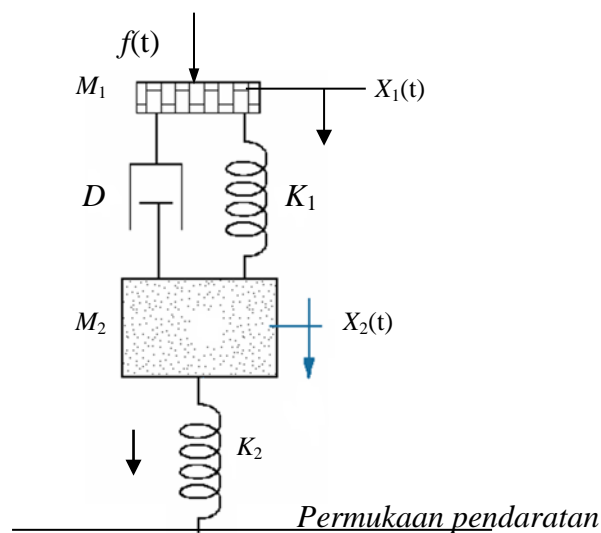 f(t)
M1
X1(t)
D
K1
M2
X2(t)
K2
Permukaan pendaratan